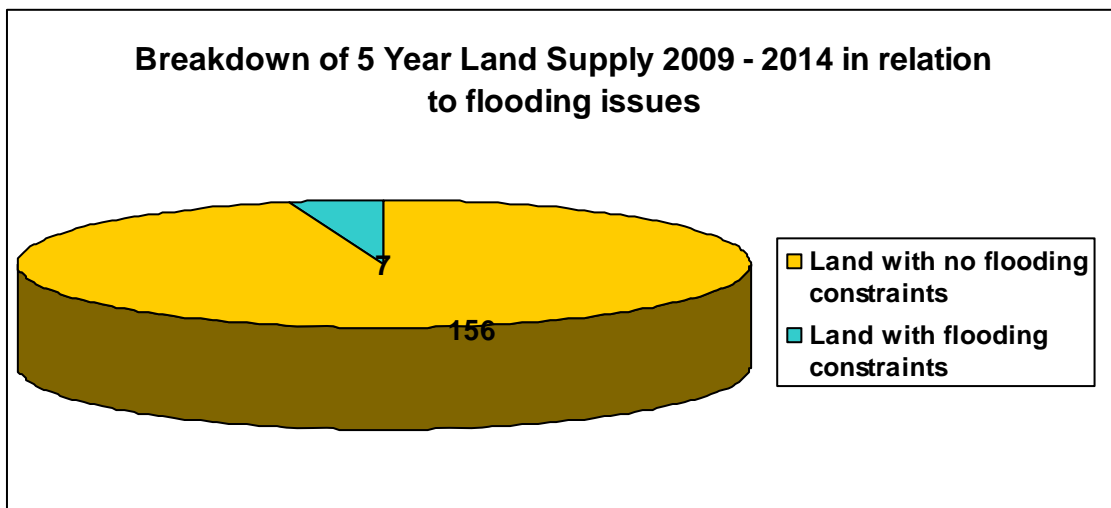 Breakdown of 5 Year Land Supply 2009 - 2014 in relation
to flooding issues
7
156
Land with no flooding
constraints
Land with flooding
constraints